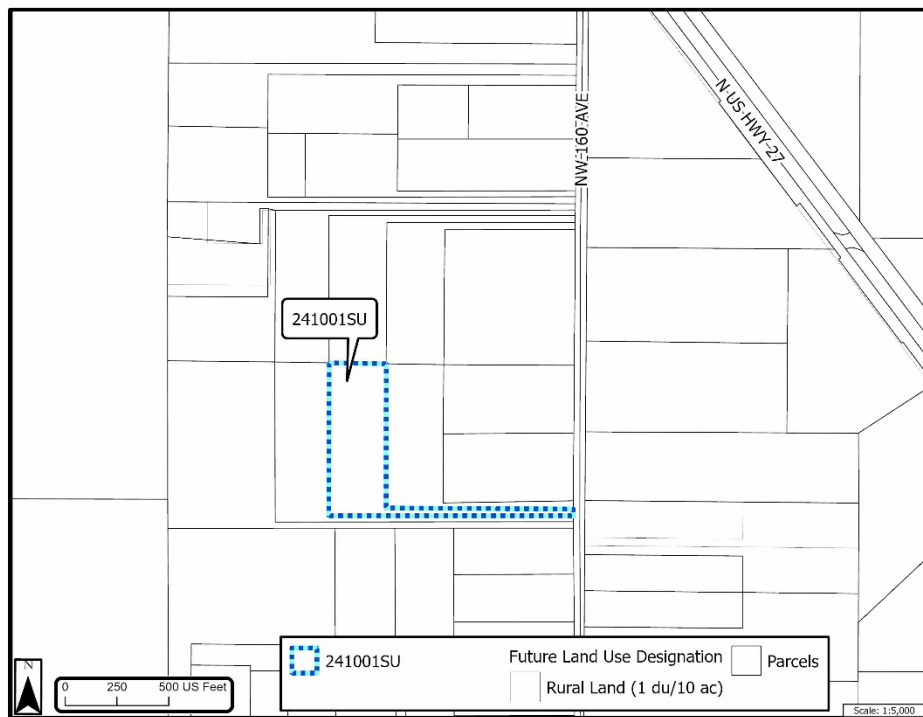 NW 160 AVE
N US HWY 27
241001SU
241001SU
Future Land Use Designation
Parcels
Rural Land (1 du/10 ac)
N
0 250 500 US Feet
Scale: 1:5,000